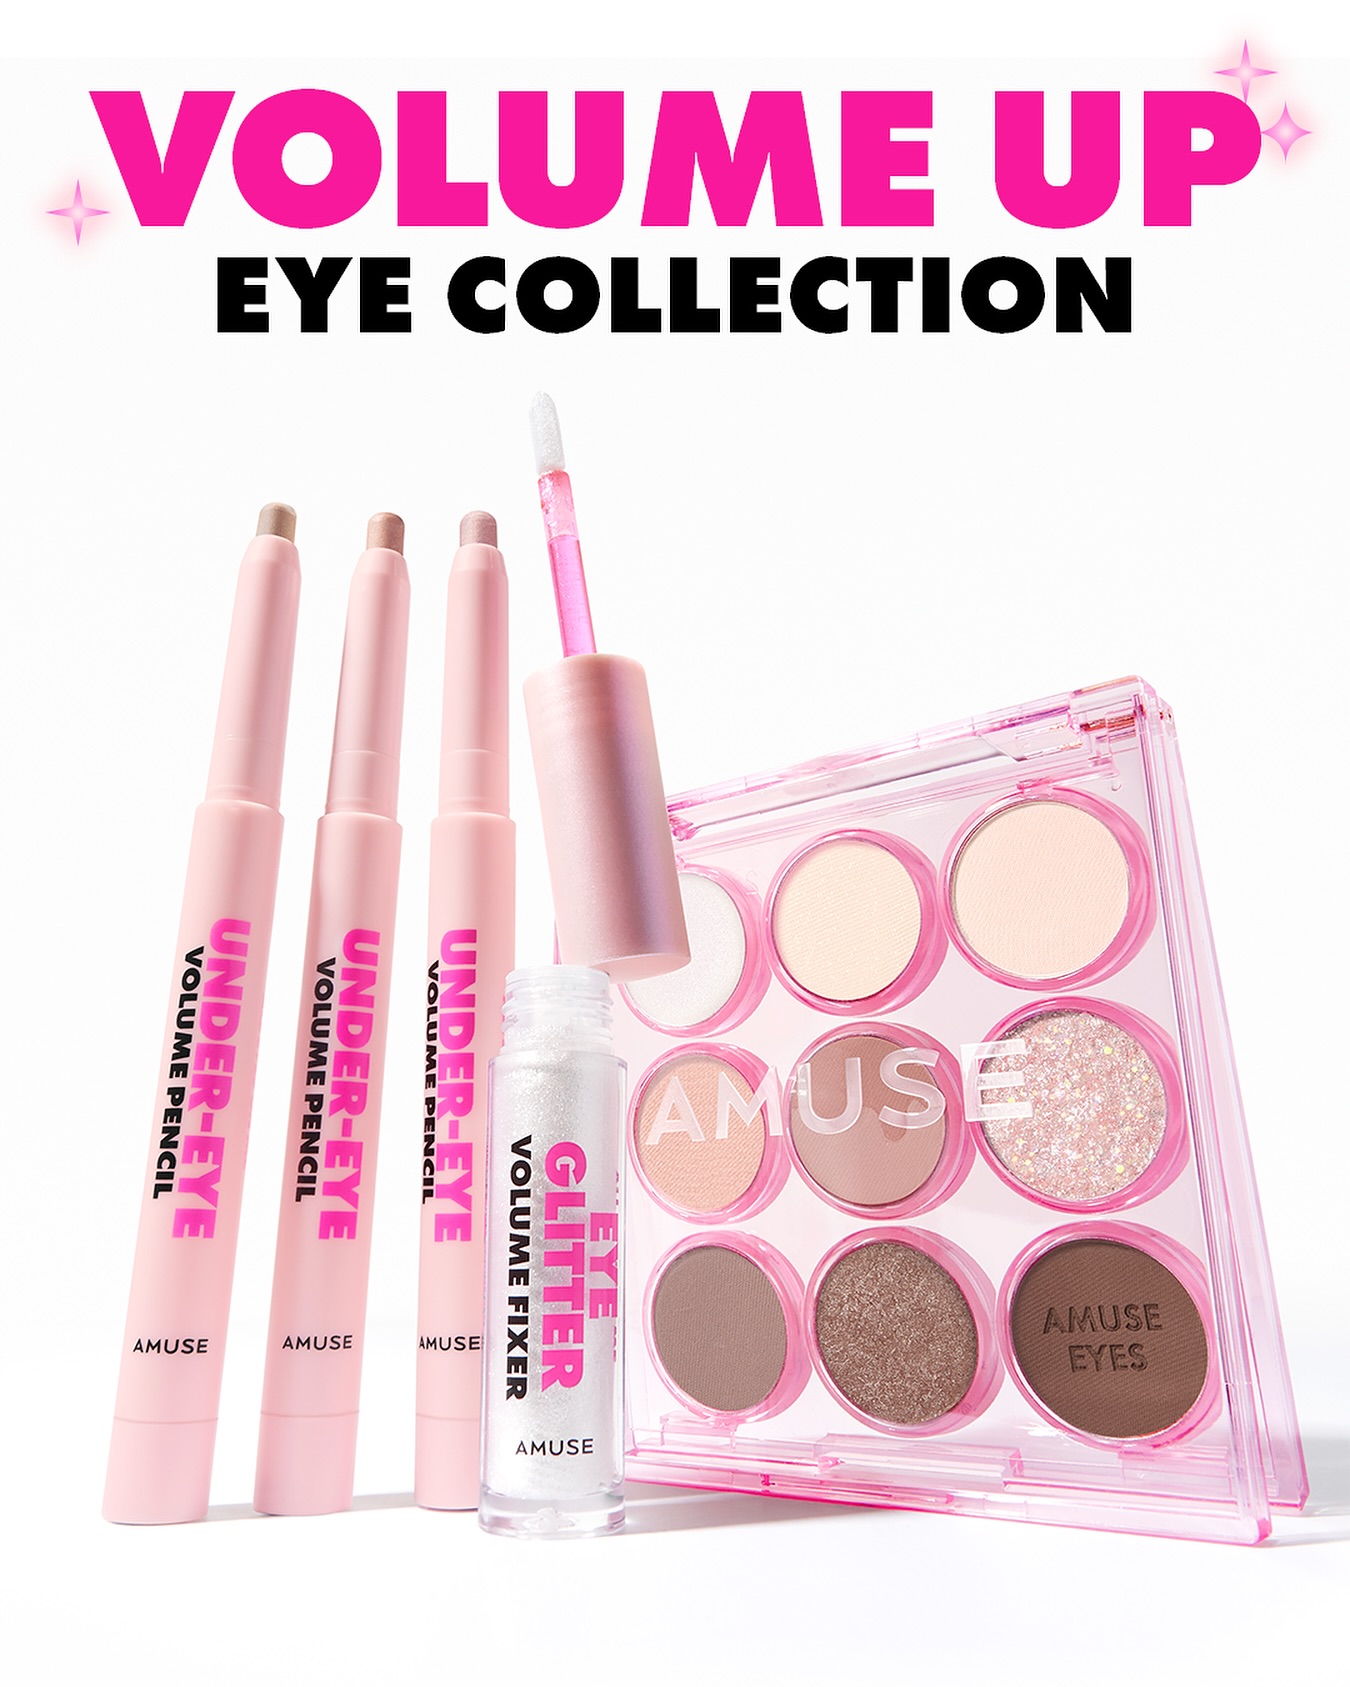 VOLUME UP
EYE COLLECTION
UNDER-EYE
VOLUME PENCIL
AMUSE
UNDER-EYE
VOLUME PENCIL
AMUSE
UNDER-EYE
VOLUME PENCIL
AMUSE
EYE
GLITTER
VOLUME FIXER
AMUSE
AMUSE
AMUSE
EYES